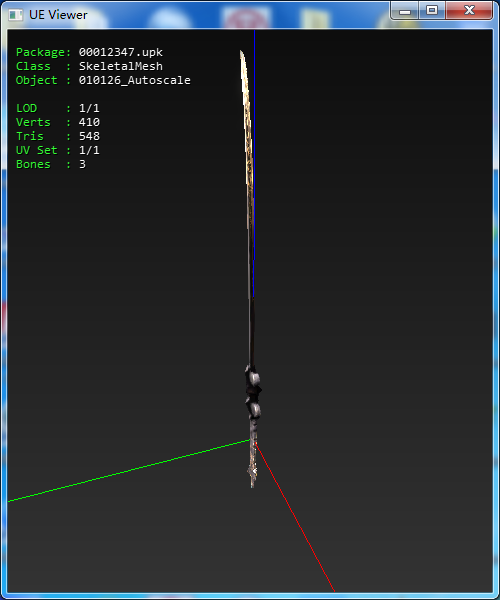 UE Viewer
Package: 00012347.upk
Class : SkeletalMesh
Object : 010126_Autoscale
LOD : 1/1
Verts : 410
Tris : 548
UV Set : 1/1
Bones : 3